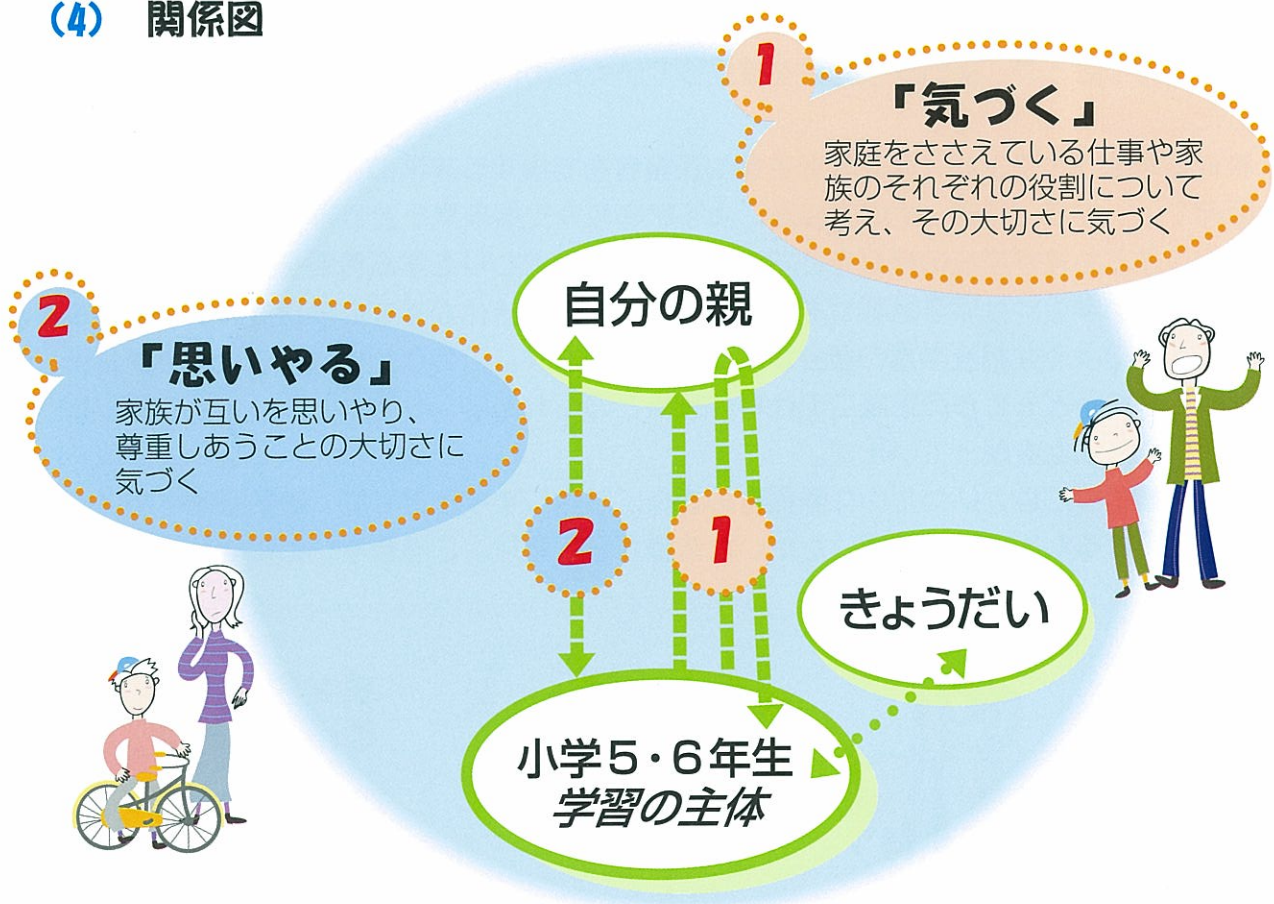 (4) 関係図
1
「気づく」
家庭をささえている仕事や家
族のそれぞれの役割について
考え、その大切さに気づく
2
「思いやる」
家族が互いを思いやり、
尊重しあうことの大切さに
気づく
自分の親
2
1
きょうだい
小学5・6年生
学習の主体